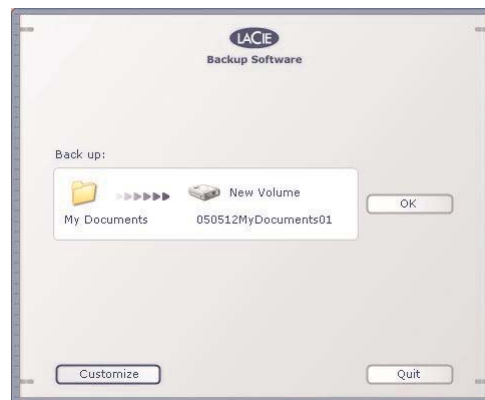 LACIE
Backup Software
Back up:
New Volume
My Documents 050512MyDocuments01
OK
Customize Quit